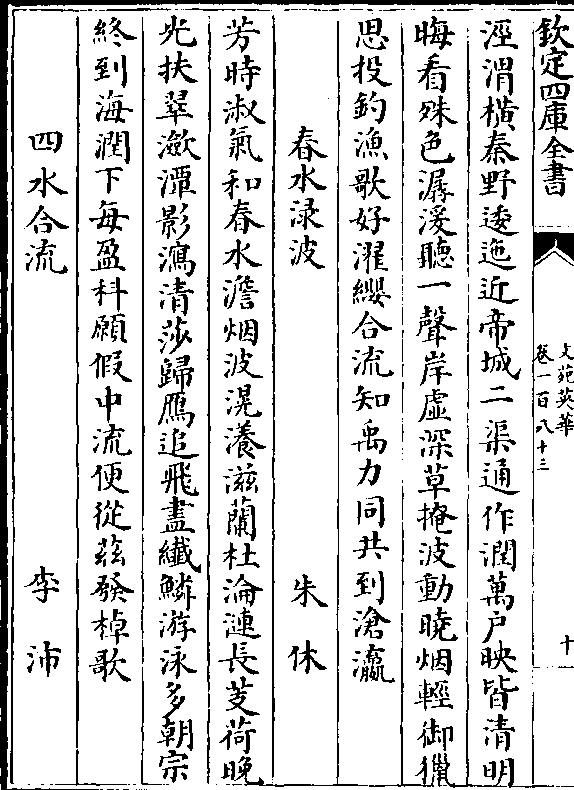 欽定四庫全書
文苑英華
卷一百八十三
十
涇渭橫秦野逶迤近帝城二渠通作潤萬户映皆清明
晦看殊色潺湲聽一聲岸虚深草掩波動曉烟輕御獵
思投釣漁歌好濯纓合流知禹力同共到滄瀛
春水渌波 朱休
芳時淑氣和春水澹烟波滉瀁滋蘭杜淪漣長芰荷晚
光扶翠瀲潭影瀉清莎歸鴈追飛盡纖鱗游泳多朝宗
終到海潤下每盈科願假中流便從兹發棹歌
四水合流 李沛